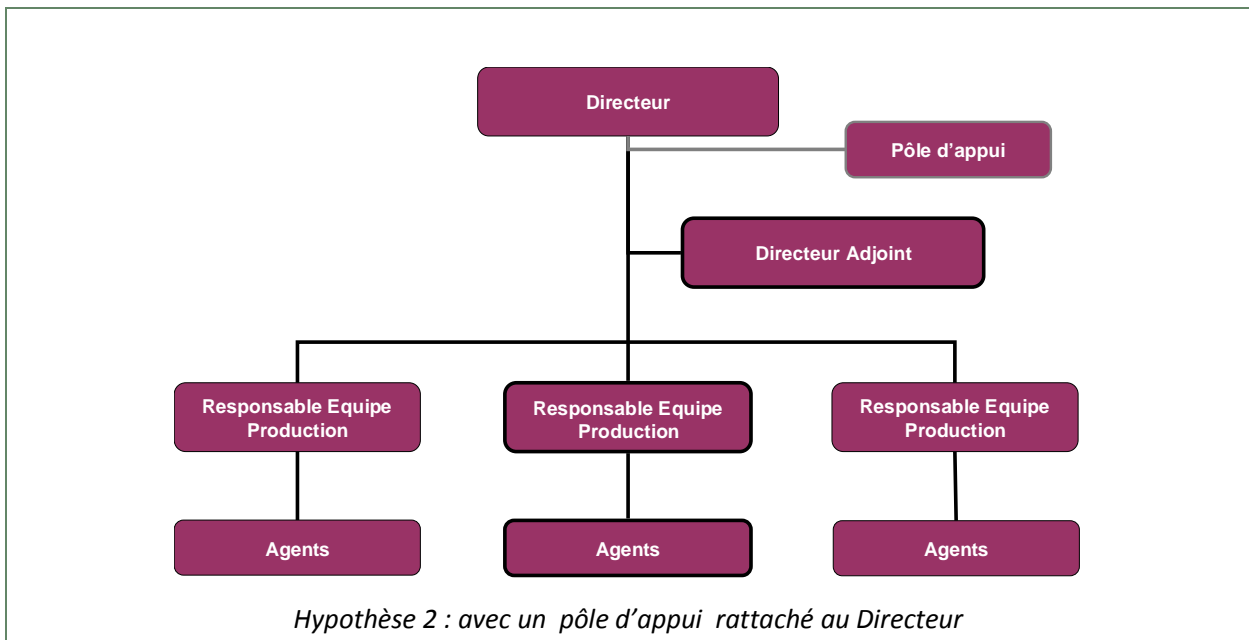 Directeur
Pôle d’appui
Directeur Adjoint
Responsable Equipe
Production
Responsable Equipe
Production
Responsable Equipe
Production
Agents
Agents
Agents
Hypothèse 2 : avec un pôle d’appui rattaché au Directeur